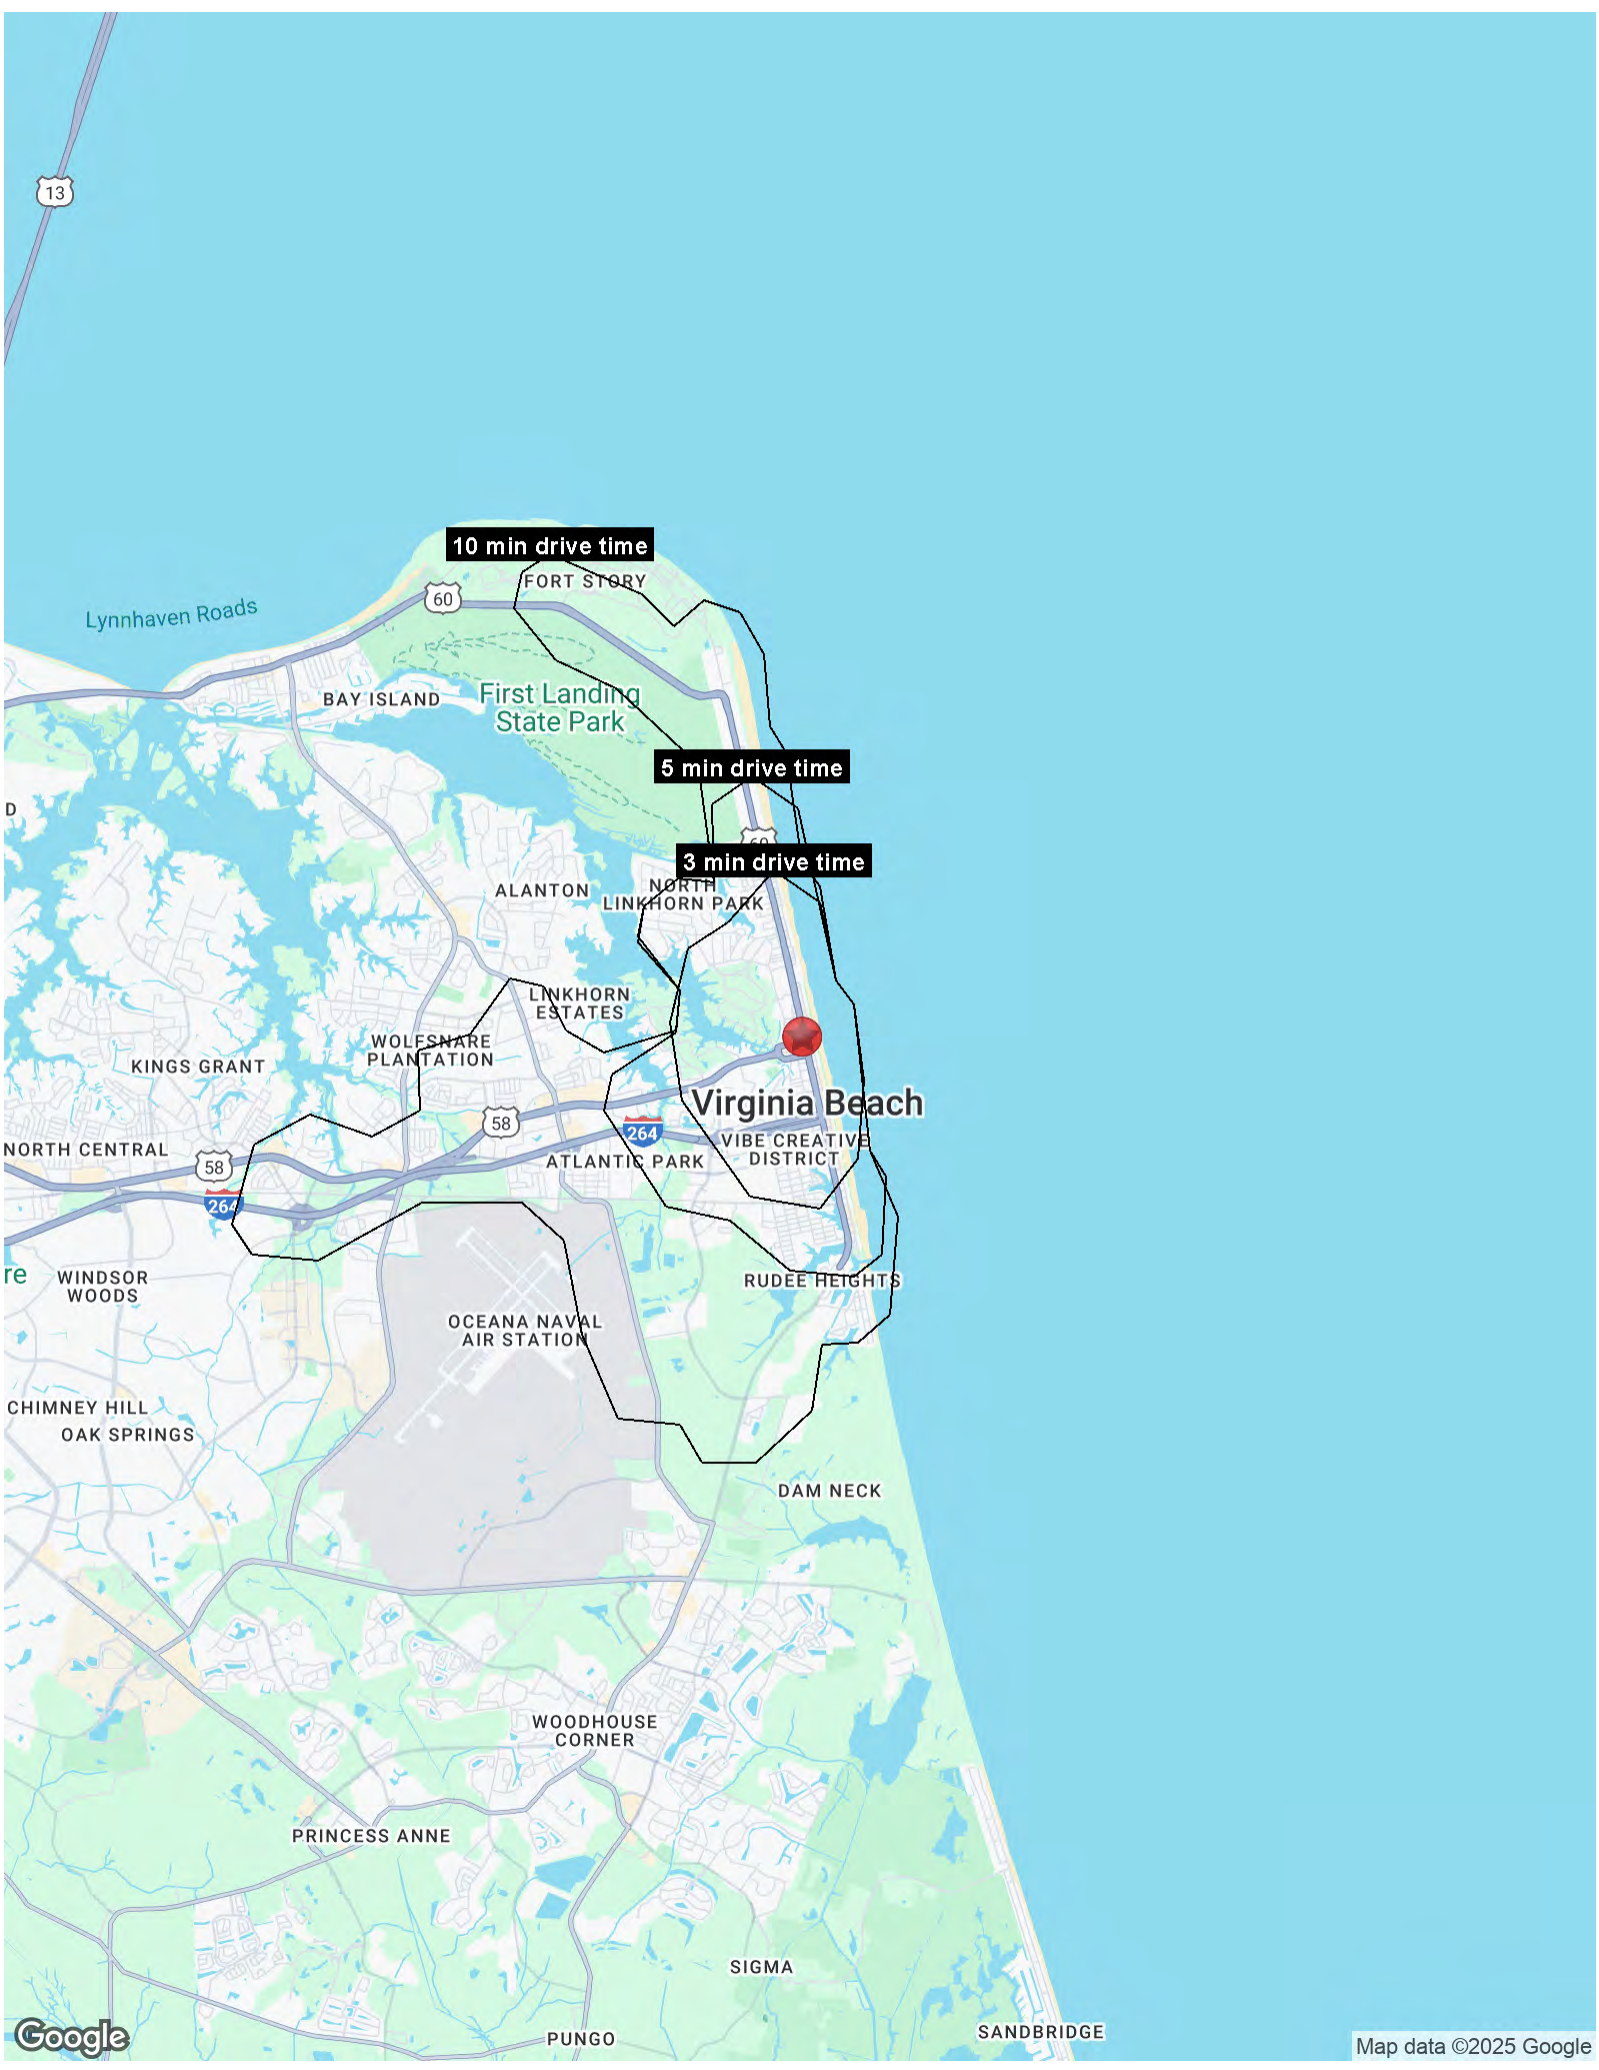 13
10 min drive time
FORT STORY
60
Lynnhaven Roads
BAY ISLAND
First Landing
State Park
5 min drive time
D
60
3 min drive time
ALANTON
NORTH
LINKHORN PARK
LINKHORN
ESTATES
WOLFSNARE
PLANTATION
KINGS GRANT
Virginia Beach
58
264
VIBE CREATIVE
DISTRICT
NORTH CENTRAL
58
ATLANTIC PARK
264
re
WINDSOR
WOODS
RUDEE HEIGHTS
OCEANA NAVAL
AIR STATION
CHIMNEY HILL
OAK SPRINGS
DAM NECK
WOODHOUSE
CORNER
PRINCESS ANNE
SIGMA
SANDBRIDGE
Google
PUNGO
Map data ©2025 Google